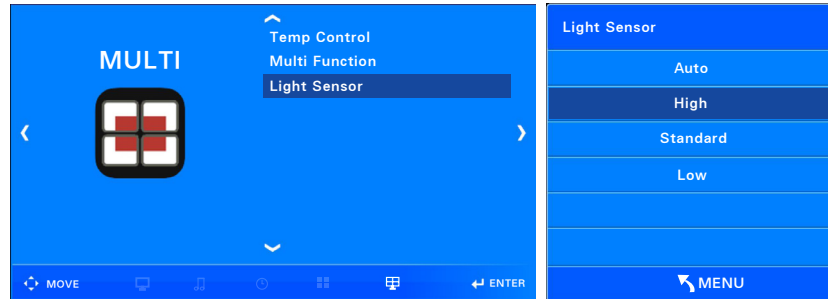 MULTI
Temp Control
Multi Function
Light Sensor
MOVE
ENTER
Light Sensor
Auto
High
Standard
Low
MENU